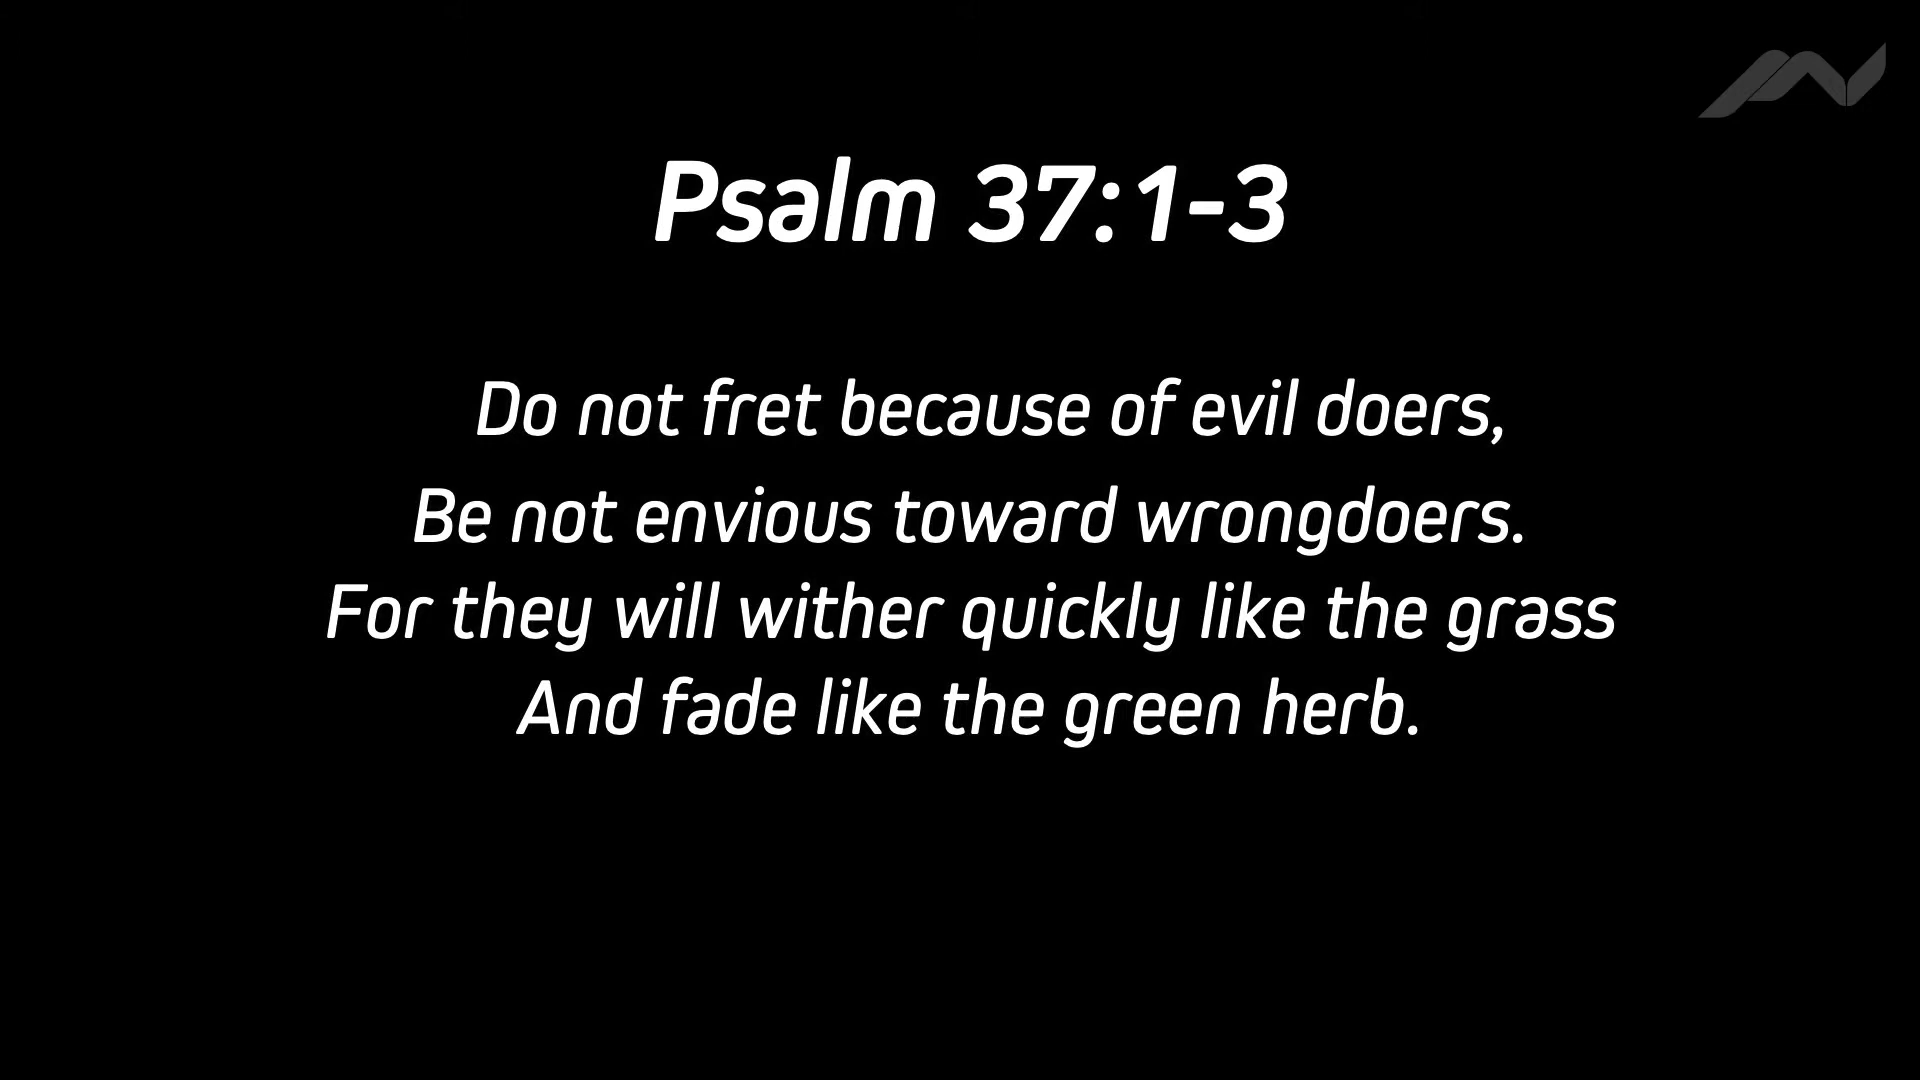 Psalm 37:1-3
Do not fret because of evil doers,
Be not envious toward wrongdoers.
For they will wither quickly like the grass
And fade like the green herb.